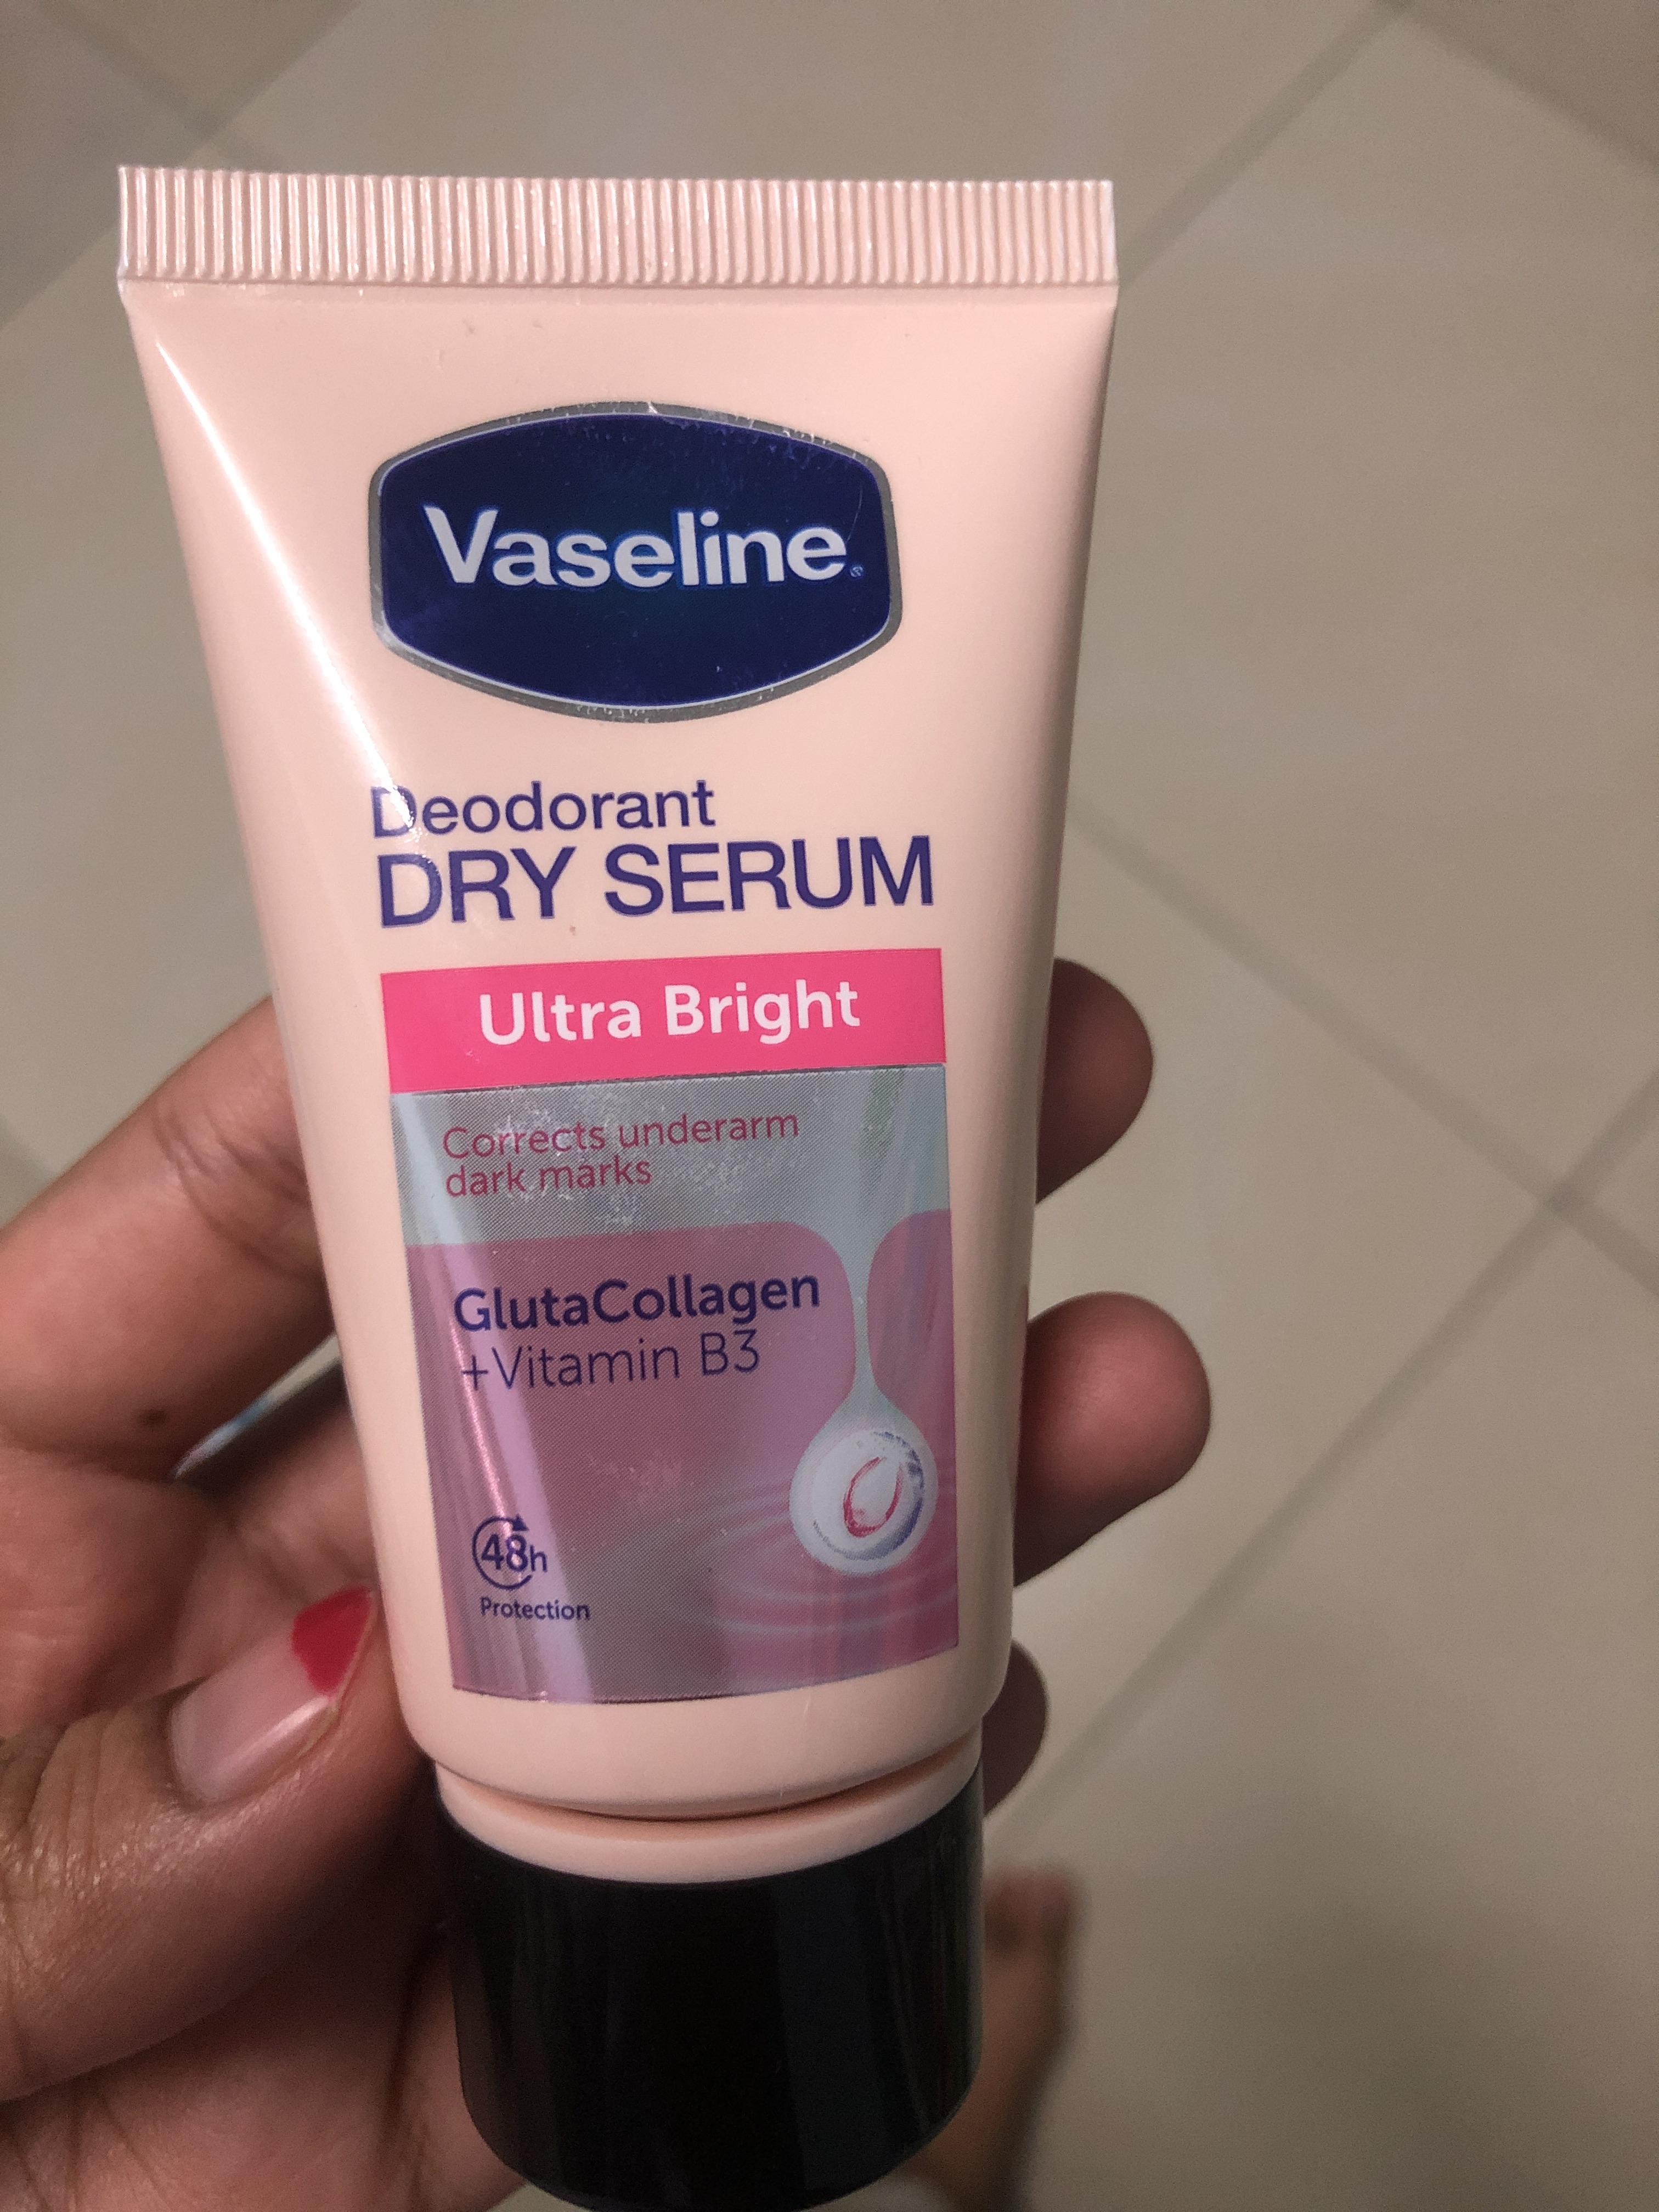 Vaseline®
Deodorant
DRY SERUM
Ultra Bright
Corrects underarm
dark marks
GlutaCollagen
+Vitamin B3
48h
Protection